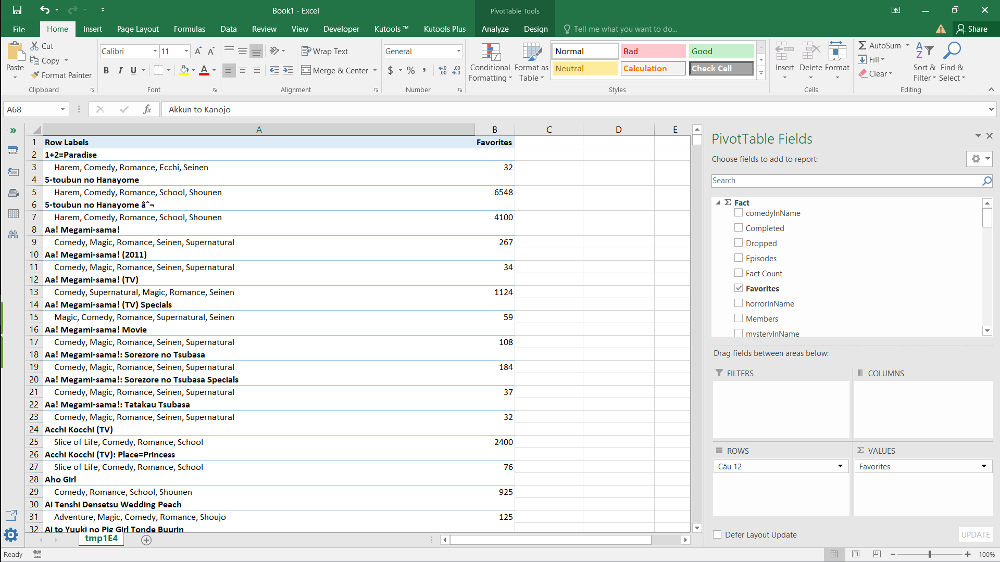 Book1 - Excel
PivotTable Tools
File Home Insert Page Layout Formulas Data Review View Developer Kutools ™ Kutools Plus Analyze Design Tell me what you want to do... Share
Paste
Cut
Copy
Format Painter
Clipboard
Calibri 11
B I U A
Font
Wrap Text
Merge & Center
Alignment
General
$ % ,
Number
Conditional Formatting
Format as Table
Normal Bad Good
Neutral Calculation Check Cell
Styles
Insert Delete Format
Cells
AutoSum
Fill
Clear
Sort & Filter
Find & Select
Editing
A68 fx Akkun to Kanojo
A B C D E
1 Row Labels Favorites
2 1+2=Paradise
3 Harem, Comedy, Romance, Ecchi, Seinen 32
4 5-toubun no Hanayome
5 Harem, Comedy, Romance, School, Shounen 6548
6 5-toubun no Hanayome âˆ¬
7 Harem, Comedy, Romance, School, Shounen 4100
8 Aa! Megami-sama!
9 Comedy, Magic, Romance, Seinen, Supernatural 267
10 Aa! Megami-sama! (2011)
11 Comedy, Magic, Romance, Seinen, Supernatural 34
12 Aa! Megami-sama! (TV)
13 Comedy, Supernatural, Magic, Romance, Seinen 1124
14 Aa! Megami-sama! (TV) Specials
15 Magic, Comedy, Romance, Supernatural, Seinen 59
16 Aa! Megami-sama! Movie
17 Comedy, Magic, Romance, Seinen, Supernatural 108
18 Aa! Megami-sama!: Sorezore no Tsubasa
19 Comedy, Magic, Romance, Seinen, Supernatural 184
20 Aa! Megami-sama!: Sorezore no Tsubasa Specials
21 Comedy, Magic, Romance, Seinen, Supernatural 37
22 Aa! Megami-sama!: Tatakau Tsubasa
23 Comedy, Magic, Romance, Seinen, Supernatural 32
24 Acchi Kocchi (TV)
25 Slice of Life, Comedy, Romance, School 2400
26 Acchi Kocchi (TV): Place=Princess
27 Slice of Life, Comedy, Romance, School 76
28 Aho Girl
29 Comedy, Romance, School, Shounen 925
30 Ai Tenshi Densetsu Wedding Peach
31 Adventure, Magic, Comedy, Romance, Shoujo 125
32 Ai to Yuuki no Pig Girl Tonde Buurin
tmp1E4
PivotTable Fields
Choose fields to add to report:
Search
Σ Fact
comedyInName
Completed
Dropped
Episodes
Fact Count
Favorites
horrorInName
Members
mysteryInName
Drag fields between areas below:
FILTERS
COLUMNS
ROWS
Câu 12
Σ VALUES
Favorites
Defer Layout Update UPDATE
Ready
100%